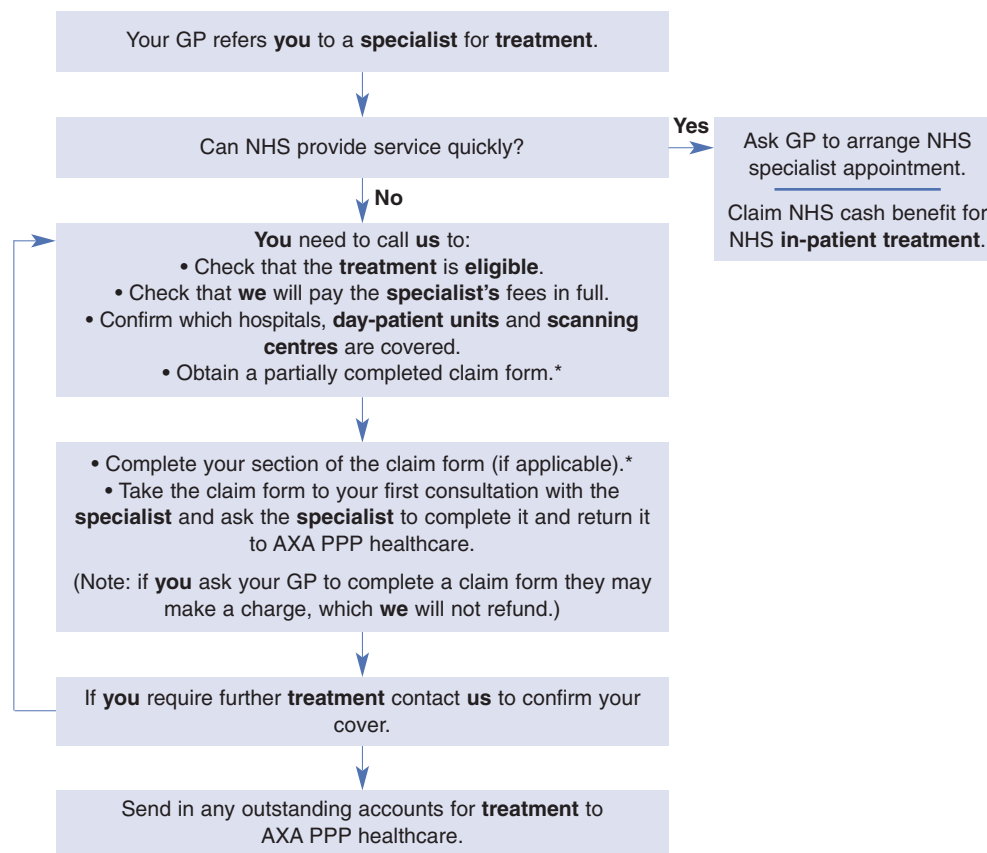 Your GP refers you to a specialist for treatment.
Can NHS provide service quickly?
Yes
Ask GP to arrange NHS
specialist appointment.
Claim NHS cash benefit for
NHS in-patient treatment.
No
You need to call us to:
• Check that the treatment is eligible.
• Check that we will pay the specialist's fees in full.
• Confirm which hospitals, day-patient units and scanning
centres are covered.
• Obtain a partially completed claim form.*
• Complete your section of the claim form (if applicable).*
• Take the claim form to your first consultation with the
specialist and ask the specialist to complete it and return it
to AXA PPP healthcare.
(Note: if you ask your GP to complete a claim form they may
make a charge, which we will not refund.)
If you require further treatment contact us to confirm your
cover.
Send in any outstanding accounts for treatment to
AXA PPP healthcare.